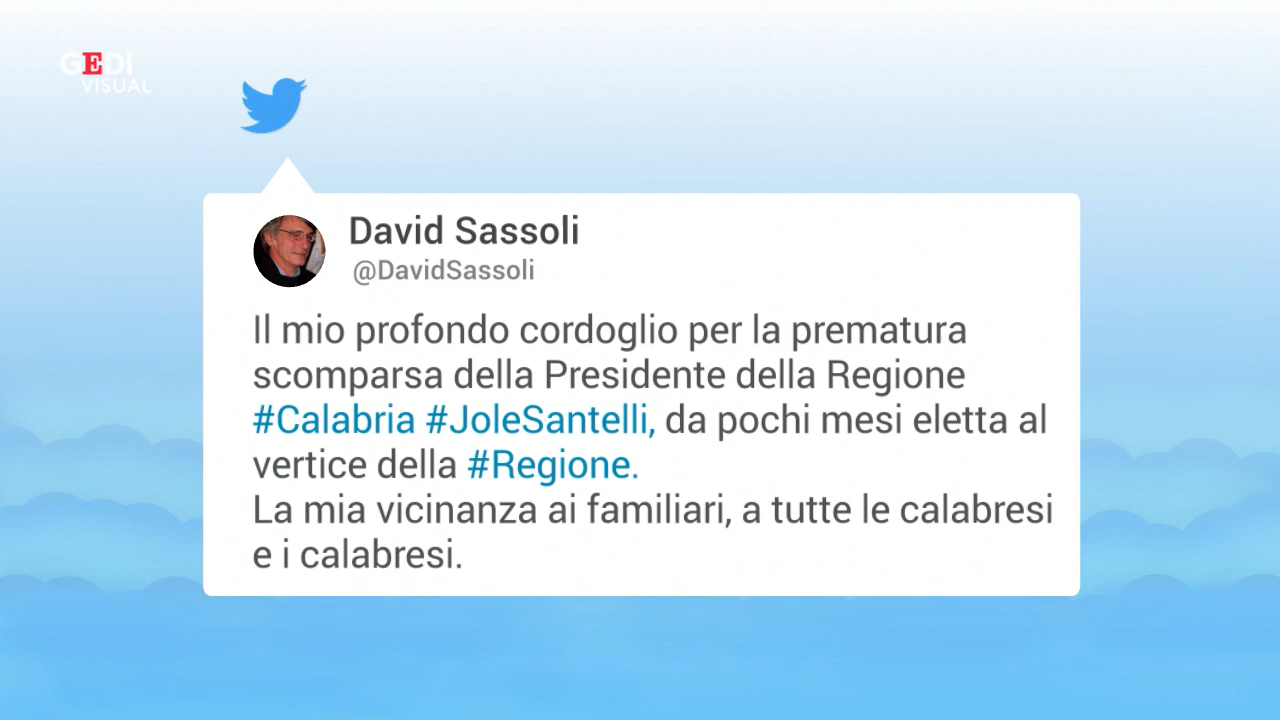 GEDI
VISUAL
David Sassoli
@DavidSassoli
Il mio profondo cordoglio per la prematura
scomparsa della Presidente della Regione
#Calabria #JoleSantelli, da pochi mesi eletta al
vertice della #Regione.
La mia vicinanza ai familiari, a tutte le calabresi
e i calabresi.